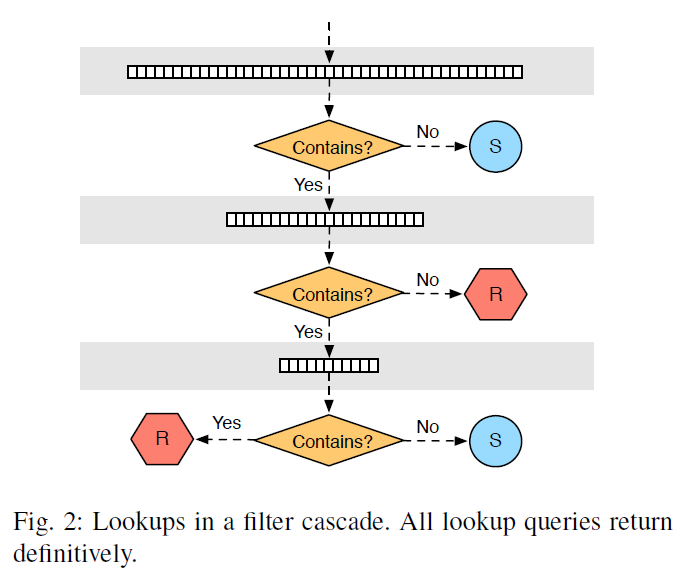 Contains?
No
S
Yes
Contains?
No
R
Yes
R
Yes
Contains?
No
S
Fig. 2: Lookups in a filter cascade. All lookup queries return
definitively.